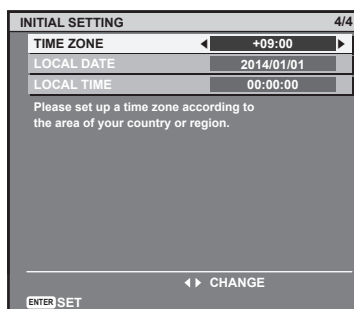 INITIAL SETTING 4/4
TIME ZONE +09:00
LOCAL DATE 2014/01/01
LOCAL TIME 00:00:00
Please set up a time zone according to
the area of your country or region.
CHANGE
ENTER SET